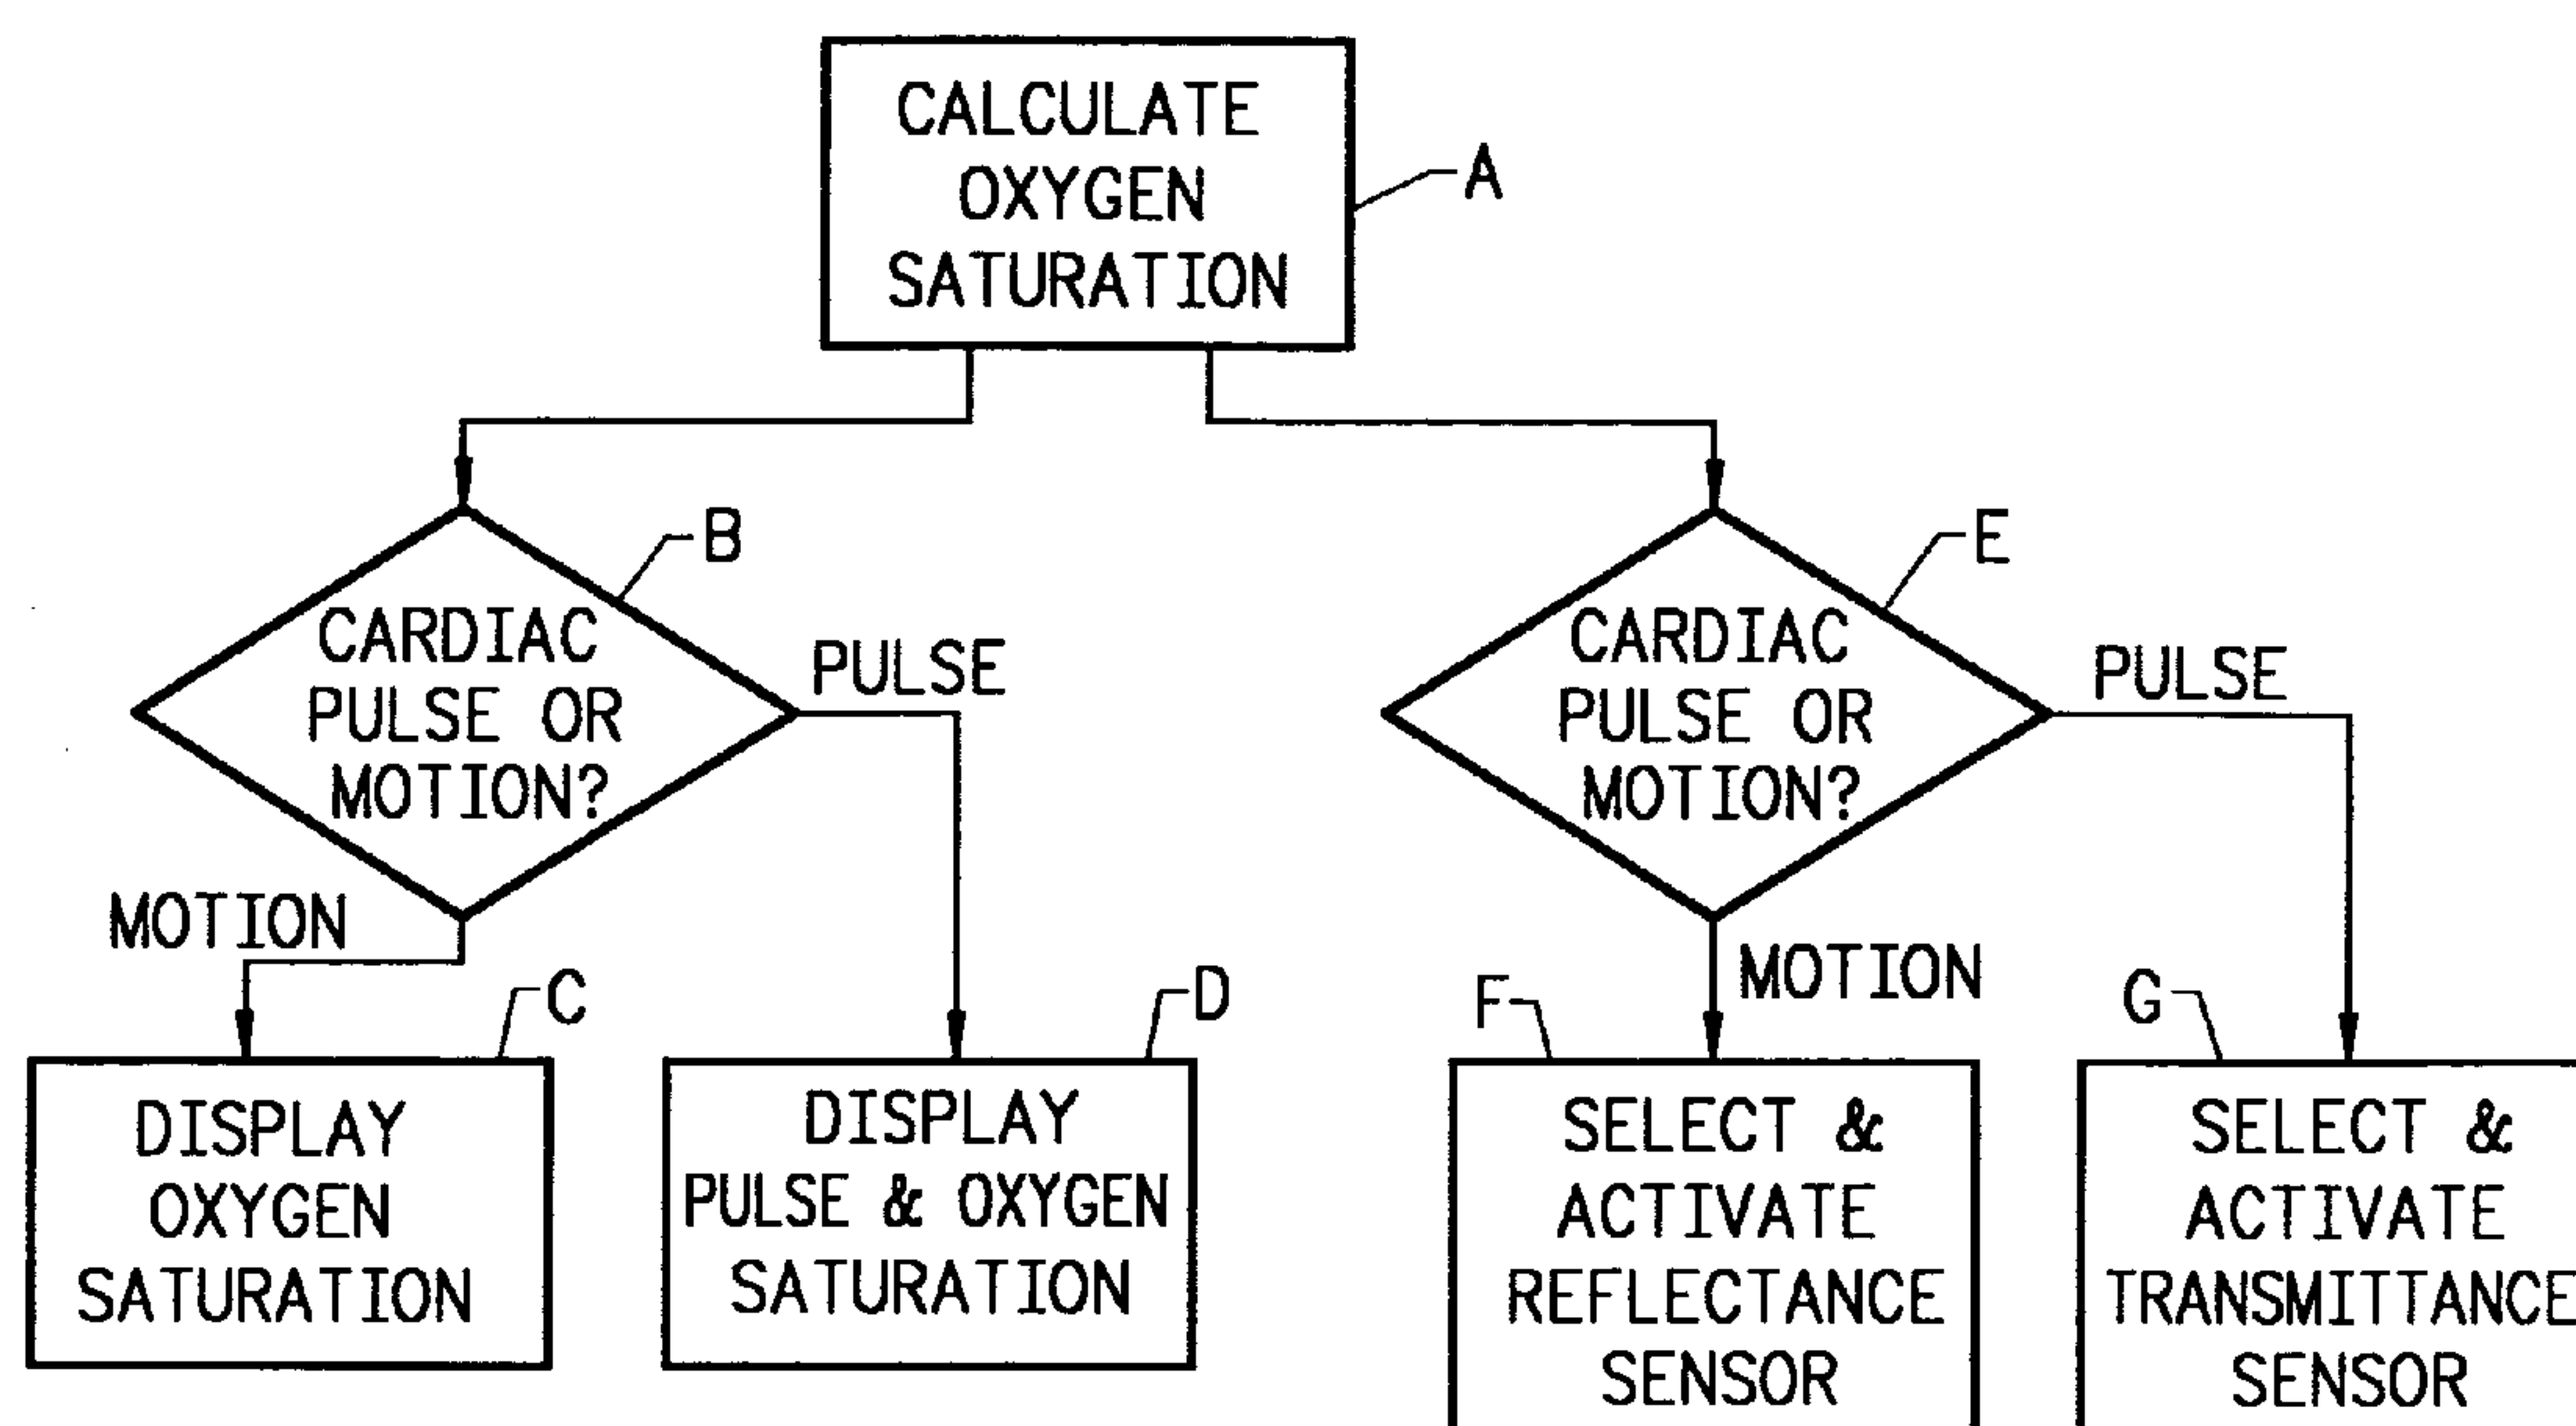 CALCULATE
OXYGEN
SATURATION
A
B
CARDIAC
PULSE OR
MOTION?
PULSE
MOTION
C
DISPLAY
OXYGEN
SATURATION
D
DISPLAY
PULSE & OXYGEN
SATURATION
E
CARDIAC
PULSE OR
MOTION?
PULSE
MOTION
F
SELECT &
ACTIVATE
REFLECTANCE
SENSOR
G
SELECT &
ACTIVATE
TRANSMITTANCE
SENSOR